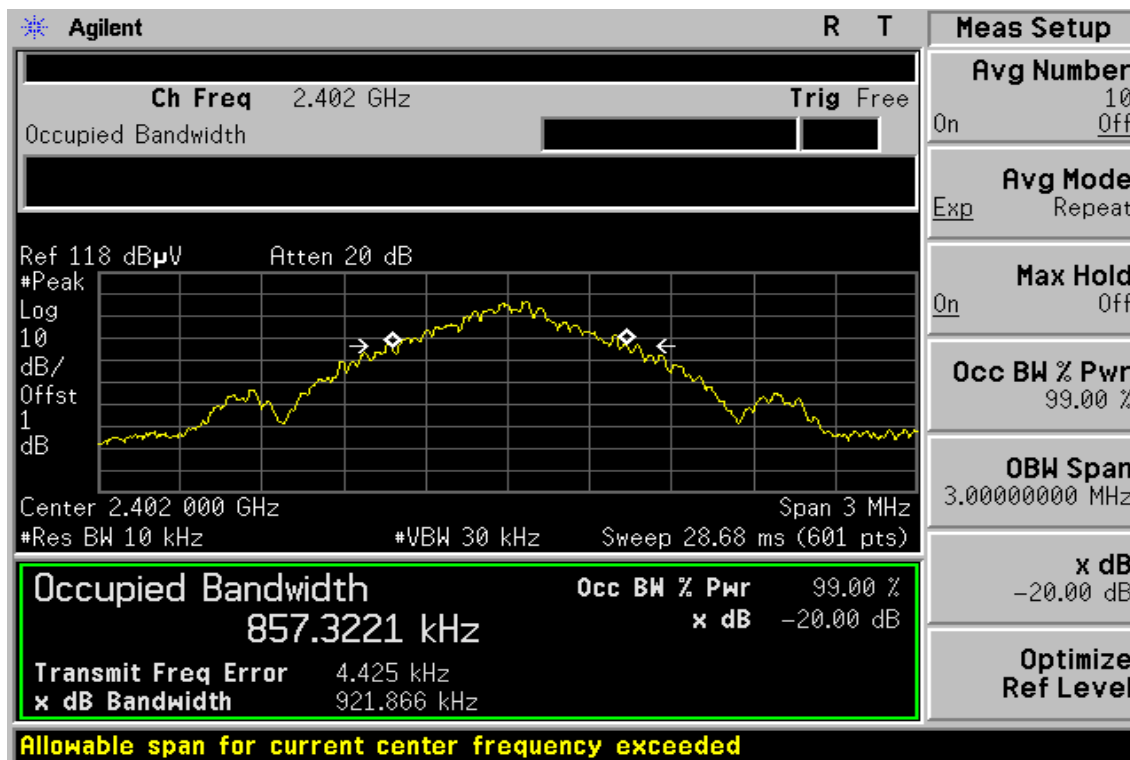 Agilent R T
Ch Freq 2.402 GHz Trig Free
Occupied Bandwidth
Ref 118 dBµV Atten 20 dB
#Peak
Log
10
dB/
Offst
1
dB
Center 2.402 000 GHz Span 3 MHz
#Res BW 10 kHz #VBW 30 kHz Sweep 28.68 ms (601 pts)
Occupied Bandwidth Occ BW % Pwr 99.00 %
857.3221 kHz x dB -20.00 dB
Transmit Freq Error 4.425 kHz
x dB Bandwidth 921.866 kHz
Allowable span for current center frequency exceeded
Meas Setup
Avg Number
10
On Off
Avg Mode
Exp Repeat
Max Hold
On Off
Occ BW % Pwr
99.00 %
OBW Span
3.00000000 MHz
x dB
-20.00 dB
Optimize
Ref Level